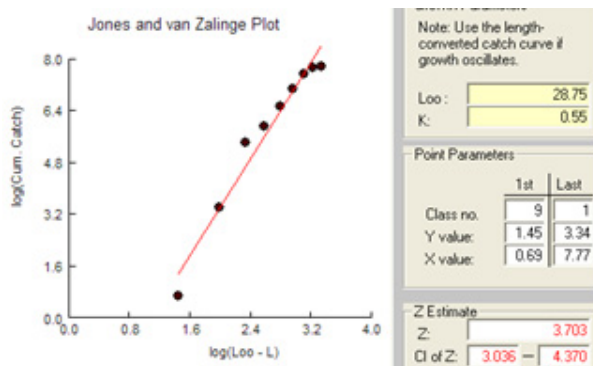 Jones and van Zalinge Plot
log(Cum. Catch)
8.0
6.4
4.8
3.2
1.6
0.0
0.0 0.8 1.6 2.4 3.2 4.0
log(Loo - L)
Growth Parameters
Note: Use the length-
converted catch curve if
growth oscillates.
Loo : 28.75
K: 0.55
Point Parameters
1st Last
Class no. 9 1
Y value: 1.45 3.34
X value: 0.69 7.77
Z Estimate
Z: 3.703
CI of Z: 3.036 — 4.370